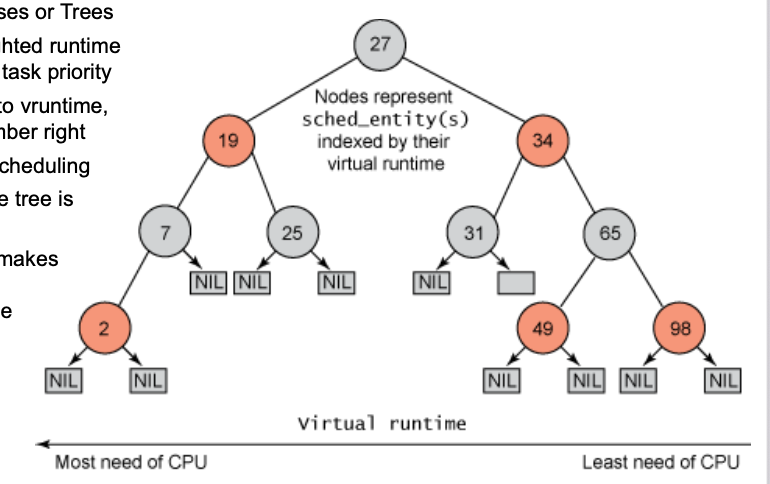 ses or Trees
ghted runtime
task priority
to vruntime,
nber right
cheduling
e tree is
makes
e
27
Nodes represent
sched_entity(s)
indexed by their
virtual runtime
19
34
7
25
31
65
NIL
NIL
NIL
NIL
2
49
98
NIL
NIL
NIL
NIL
NIL
NIL
Virtual runtime
Most need of CPU
Least need of CPU